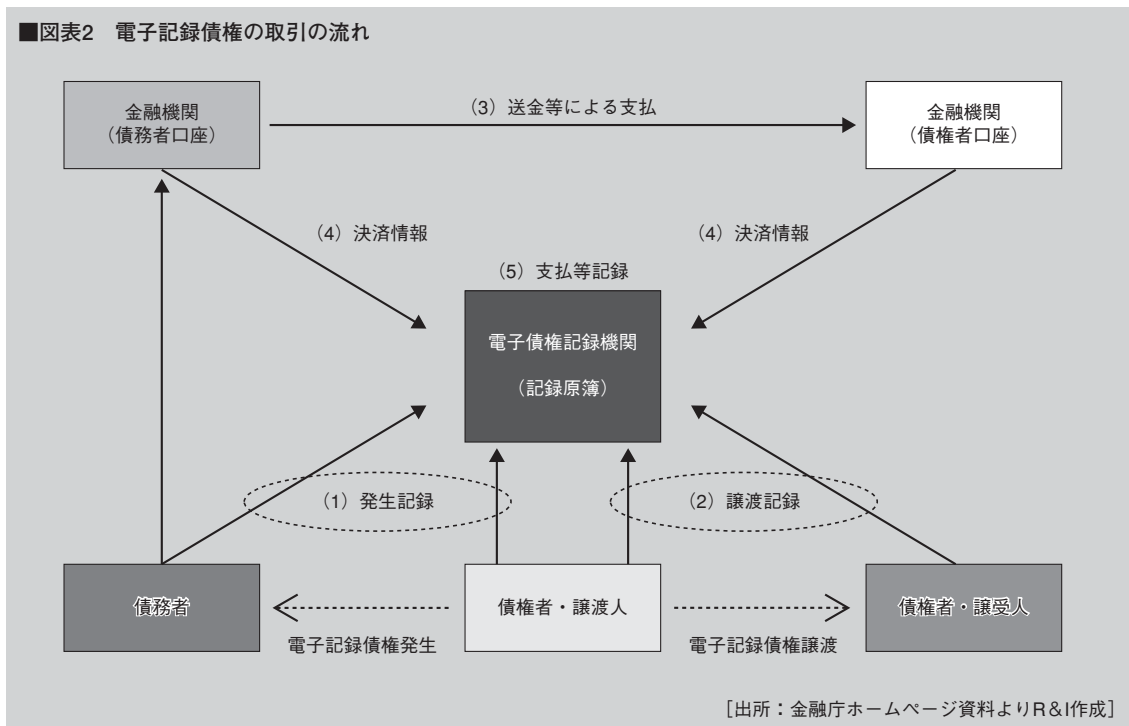 ■図表2　電子記録債権の取引の流れ
金融機関
（債務者口座）
（3）送金等による支払
金融機関
（債権者口座）
（4）決済情報
（4）決済情報
（5）支払等記録
電子債権記録機関
（記録原簿）
（1）発生記録
（2）譲渡記録
債務者
債権者・譲渡人
債権者・譲受人
電子記録債権発生
電子記録債権譲渡
［出所：金融庁ホームページ資料よりR＆I作成］